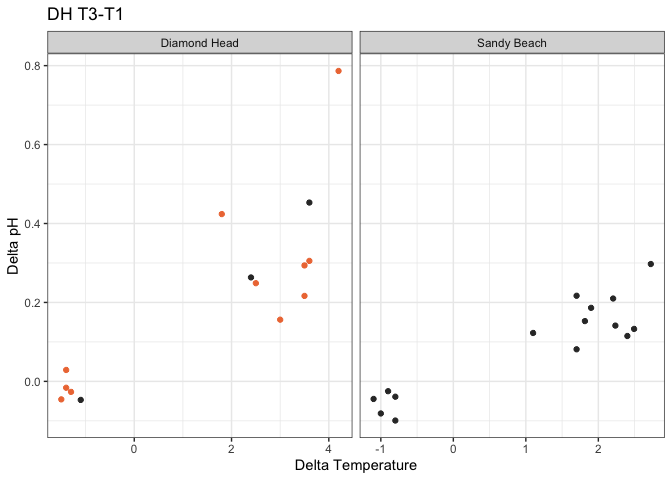 DH T3-T1
Diamond Head
Sandy Beach
0.8
0.6
0.4
0.2
0.0
Delta pH
0 2 4
-1 0 1 2
Delta Temperature